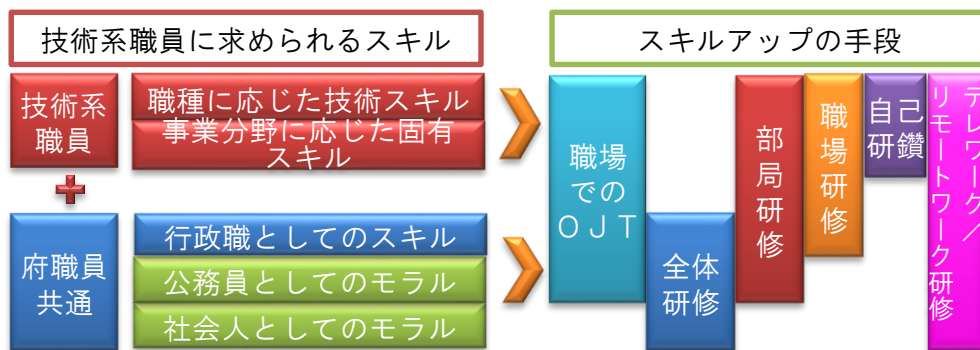 技術系職員に求められるスキル
スキルアップの手段
技術系
職員
職種に応じた技術スキル
事業分野に応じた固有
スキル
府職員
共通
行政職としてのスキル
公務員としてのモラル
社会人としてのモラル
職場
での
ＯＪＴ
全体
研修
部局研修
職場研修
自己
研鑽
テレワーク／
リモートワーク研修